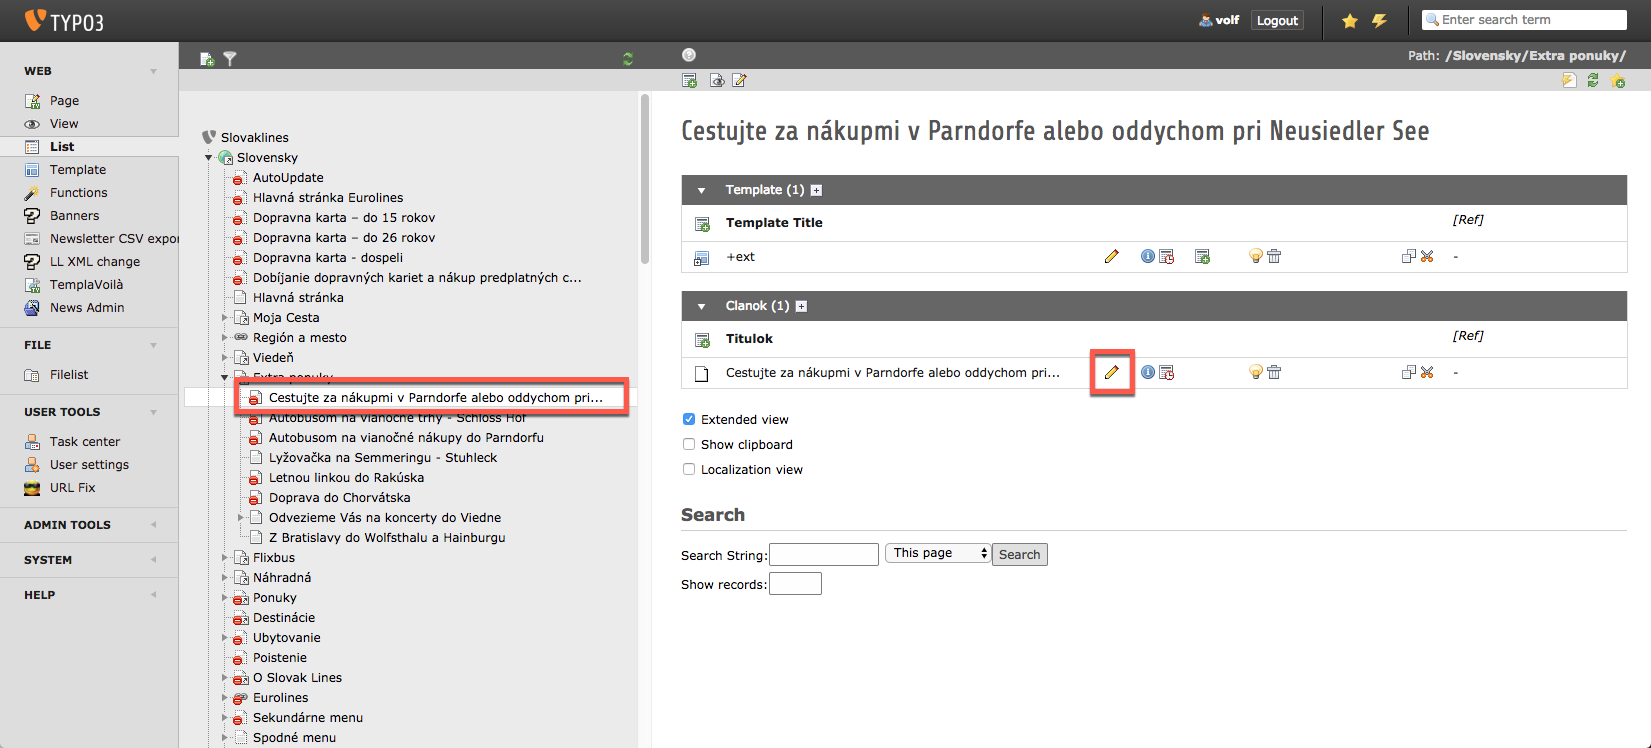 TYPO3
volf
Logout
Enter search term
Path: /Slovensky/Extra ponuky/
WEB
Page
View
List
Template
Functions
Banners
Newsletter CSV expor
LL XML change
TemplaVoilà
News Admin
FILE
Filelist
USER TOOLS
Task center
User settings
URL Fix
ADMIN TOOLS
SYSTEM
HELP
Slovaklines
Slovensky
AutoUpdate
Hlavná stránka Eurolines
Dopravna karta – do 15 rokov
Dopravna karta – do 26 rokov
Dopravna karta - dospeli
Dobíjanie dopravných kariet a nákup predplatných c...
Hlavná stránka
Moja Cesta
Región a mesto
Viedeň
Extra ponuky
Cestujte za nákupmi v Parndorfe alebo oddychom pri...
Autobusom na vianočné trhy - Schloss Hof
Autobusom na vianočné nákupy do Parndorfu
Lyžovačka na Semmeringu - Stuhleck
Letnou linkou do Rakúska
Doprava do Chorvátska
Odvezieme Vás na koncerty do Viedne
Z Bratislavy do Wolfsthalu a Hainburgu
Flixbus
Náhradná
Ponuky
Destinácie
Ubytovanie
Poistenie
O Slovak Lines
Eurolines
Sekundárne menu
Spodné menu
Cestujte za nákupmi v Parndorfe alebo oddychom pri Neusiedler See
Template (1)
Template Title [Ref]
+ext -
Clanok (1)
Titulok [Ref]
Cestujte za nákupmi v Parndorfe alebo oddychom pri... -
Extended view
Show clipboard
Localization view
Search
Search String: This page Search
Show records: